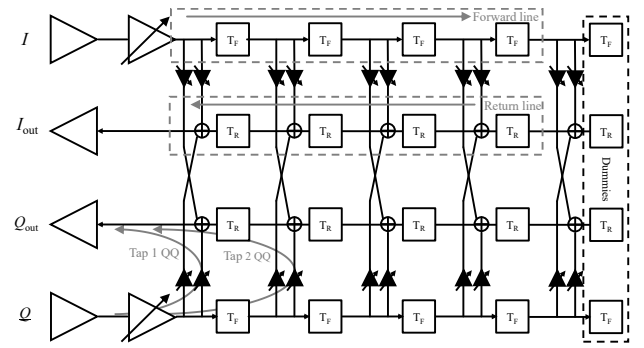 Forward line
I T_F T_F T_F T_F T_F
Return line
I_out T_R T_R T_R T_R T_R
Dummies
Q_out T_R T_R T_R T_R T_R
Tap 1 QQ Tap 2 QQ
Q T_F T_F T_F T_F T_F